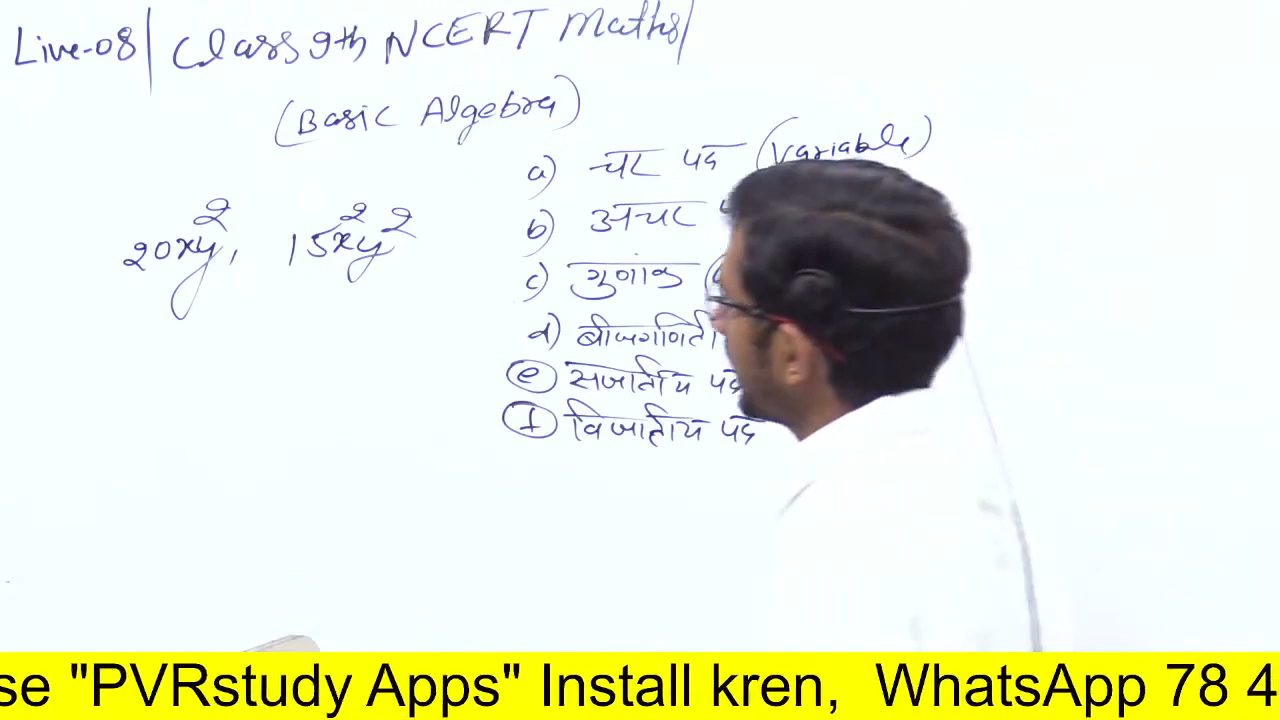 Live-08 | Class 9th NCERT Maths |
(Basic Algebra)
a) चर पद (Variable)
b) अचर
20xy², 15x²y²
c) गुणांक (
d) बीजगणिती
e) सजातीय पद
f) विजातीय पद
se "PVRstudy Apps" Install kren, WhatsApp 78 4